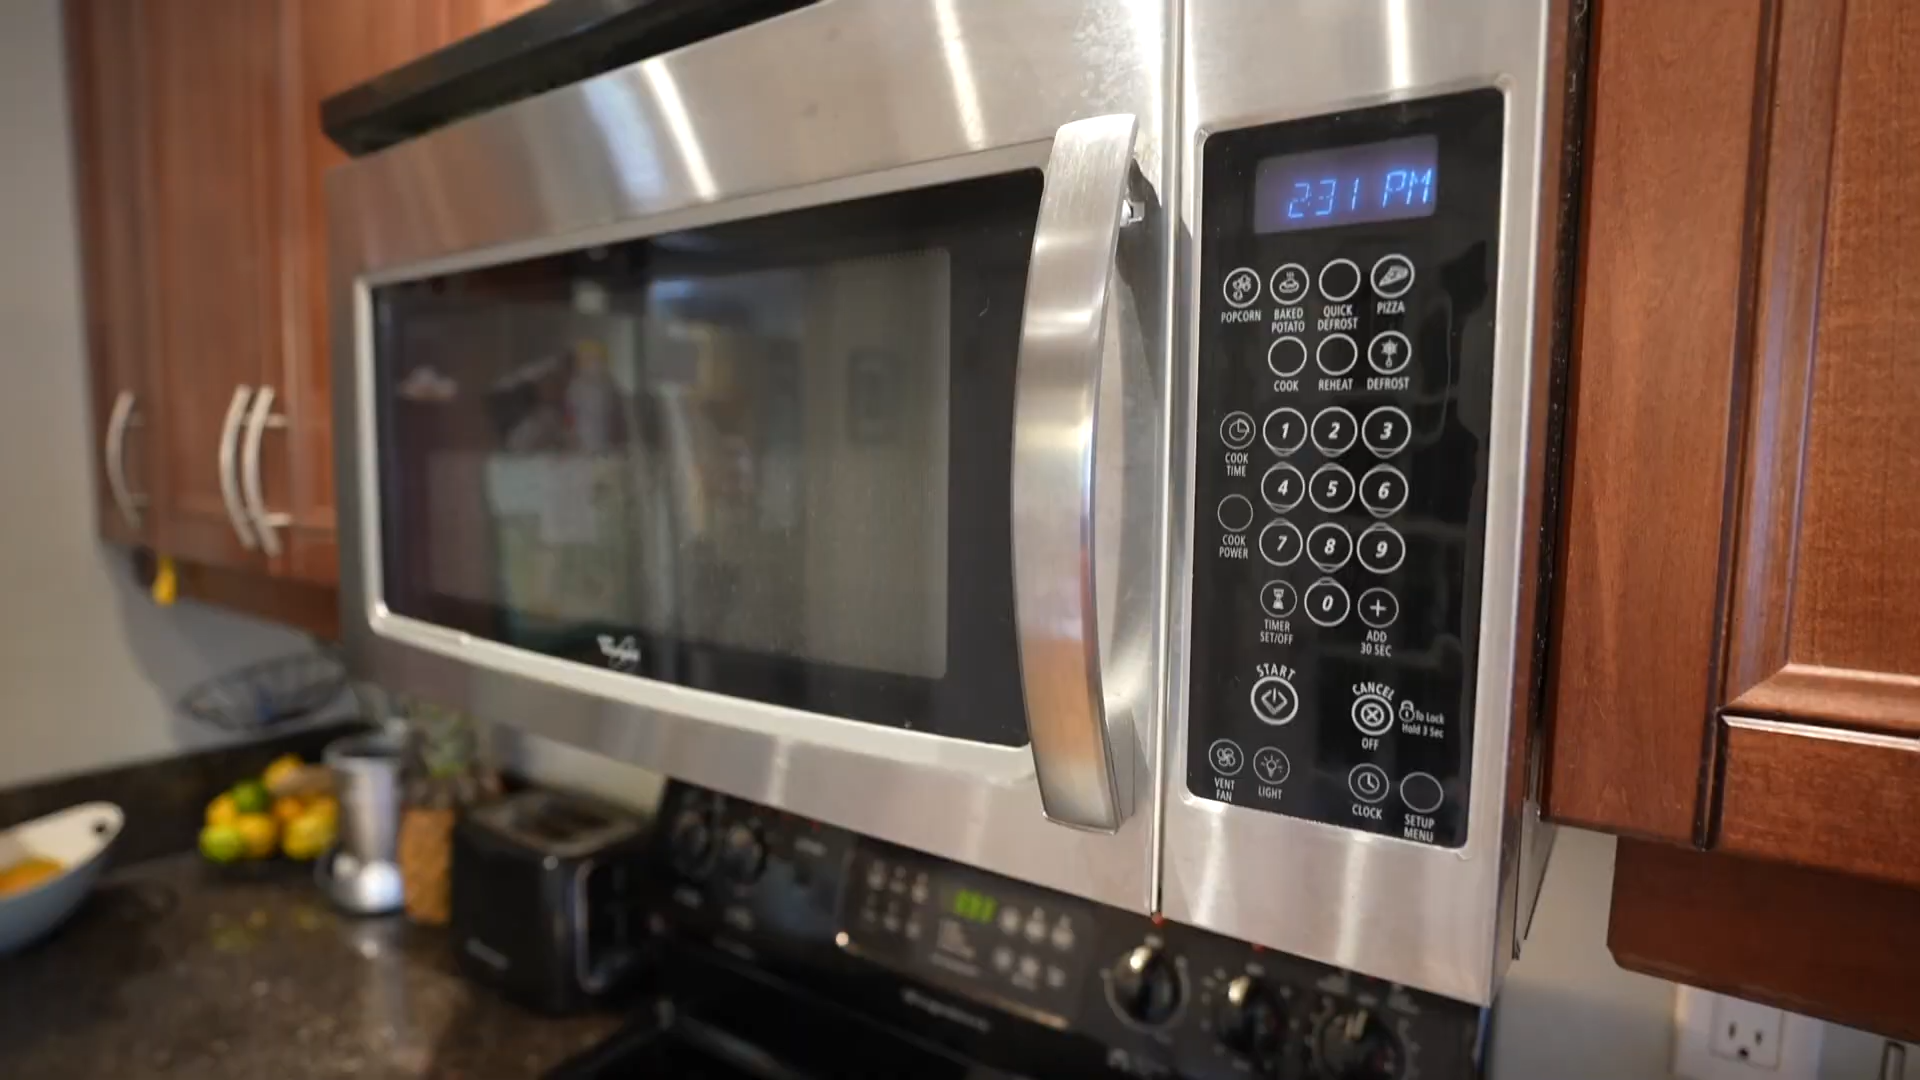 2:31 PM
POPCORN
BAKED
POTATO
QUICK
DEFROST
PIZZA
COOK
REHEAT
DEFROST
COOK
TIME
1 2 3
4 5 6
COOK
POWER
7 8 9
TIMER
SET/OFF
0
ADD
30 SEC
START
CANCEL
To Lock
Hold 3 Sec
OFF
VENT
FAN
LIGHT
CLOCK
SETUP
MENU
Whirlpool